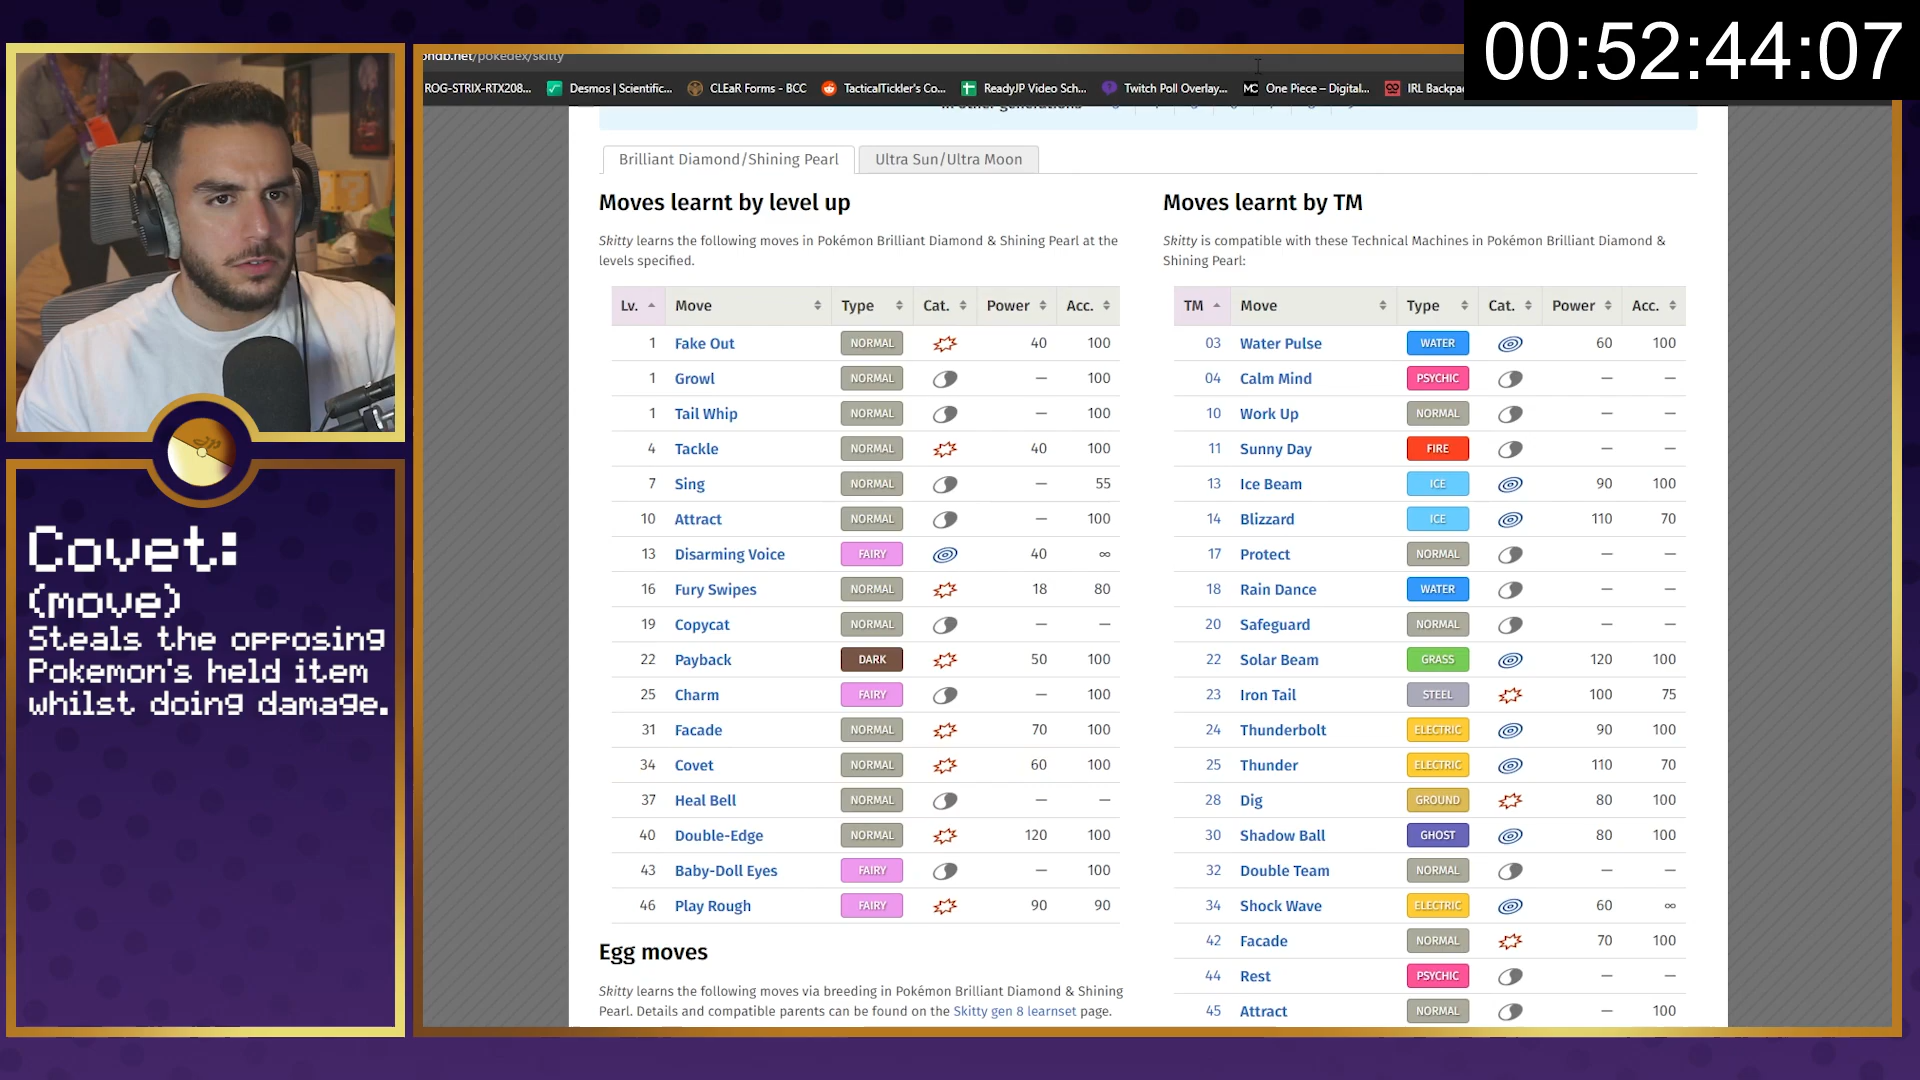 00:52:44:07
ondb.net/pokedex/skitty
ROG-STRIX-RTX208...
Desmos | Scientific...
CLEaR Forms - BCC
TacticalTickler's Co...
ReadyJP Video Sch...
Twitch Poll Overlay...
MC
One Piece – Digital...
IRL Backpa
In other generations
Brilliant Diamond/Shining Pearl
Ultra Sun/Ultra Moon
Moves learnt by level up
Skitty learns the following moves in Pokémon Brilliant Diamond & Shining Pearl at the
levels specified.
Lv. Move Type Cat. Power Acc.
1 Fake Out NORMAL 40 100
1 Growl NORMAL — 100
1 Tail Whip NORMAL — 100
4 Tackle NORMAL 40 100
7 Sing NORMAL — 55
10 Attract NORMAL — 100
13 Disarming Voice FAIRY 40 ∞
16 Fury Swipes NORMAL 18 80
19 Copycat NORMAL — —
22 Payback DARK 50 100
25 Charm FAIRY — 100
31 Facade NORMAL 70 100
34 Covet NORMAL 60 100
37 Heal Bell NORMAL — —
40 Double-Edge NORMAL 120 100
43 Baby-Doll Eyes FAIRY — 100
46 Play Rough FAIRY 90 90
Egg moves
Skitty learns the following moves via breeding in Pokémon Brilliant Diamond & Shining
Pearl. Details and compatible parents can be found on the Skitty gen 8 learnset page.
Moves learnt by TM
Skitty is compatible with these Technical Machines in Pokémon Brilliant Diamond &
Shining Pearl:
TM Move Type Cat. Power Acc.
03 Water Pulse WATER 60 100
04 Calm Mind PSYCHIC — —
10 Work Up NORMAL — —
11 Sunny Day FIRE — —
13 Ice Beam ICE 90 100
14 Blizzard ICE 110 70
17 Protect NORMAL — —
18 Rain Dance WATER — —
20 Safeguard NORMAL — —
22 Solar Beam GRASS 120 100
23 Iron Tail STEEL 100 75
24 Thunderbolt ELECTRIC 90 100
25 Thunder ELECTRIC 110 70
28 Dig GROUND 80 100
30 Shadow Ball GHOST 80 100
32 Double Team NORMAL — —
34 Shock Wave ELECTRIC 60 ∞
42 Facade NORMAL 70 100
44 Rest PSYCHIC — —
45 Attract NORMAL — 100
JP
Covet:
(move)
Steals the opposing
Pokemon's held item
whilst doing damage.